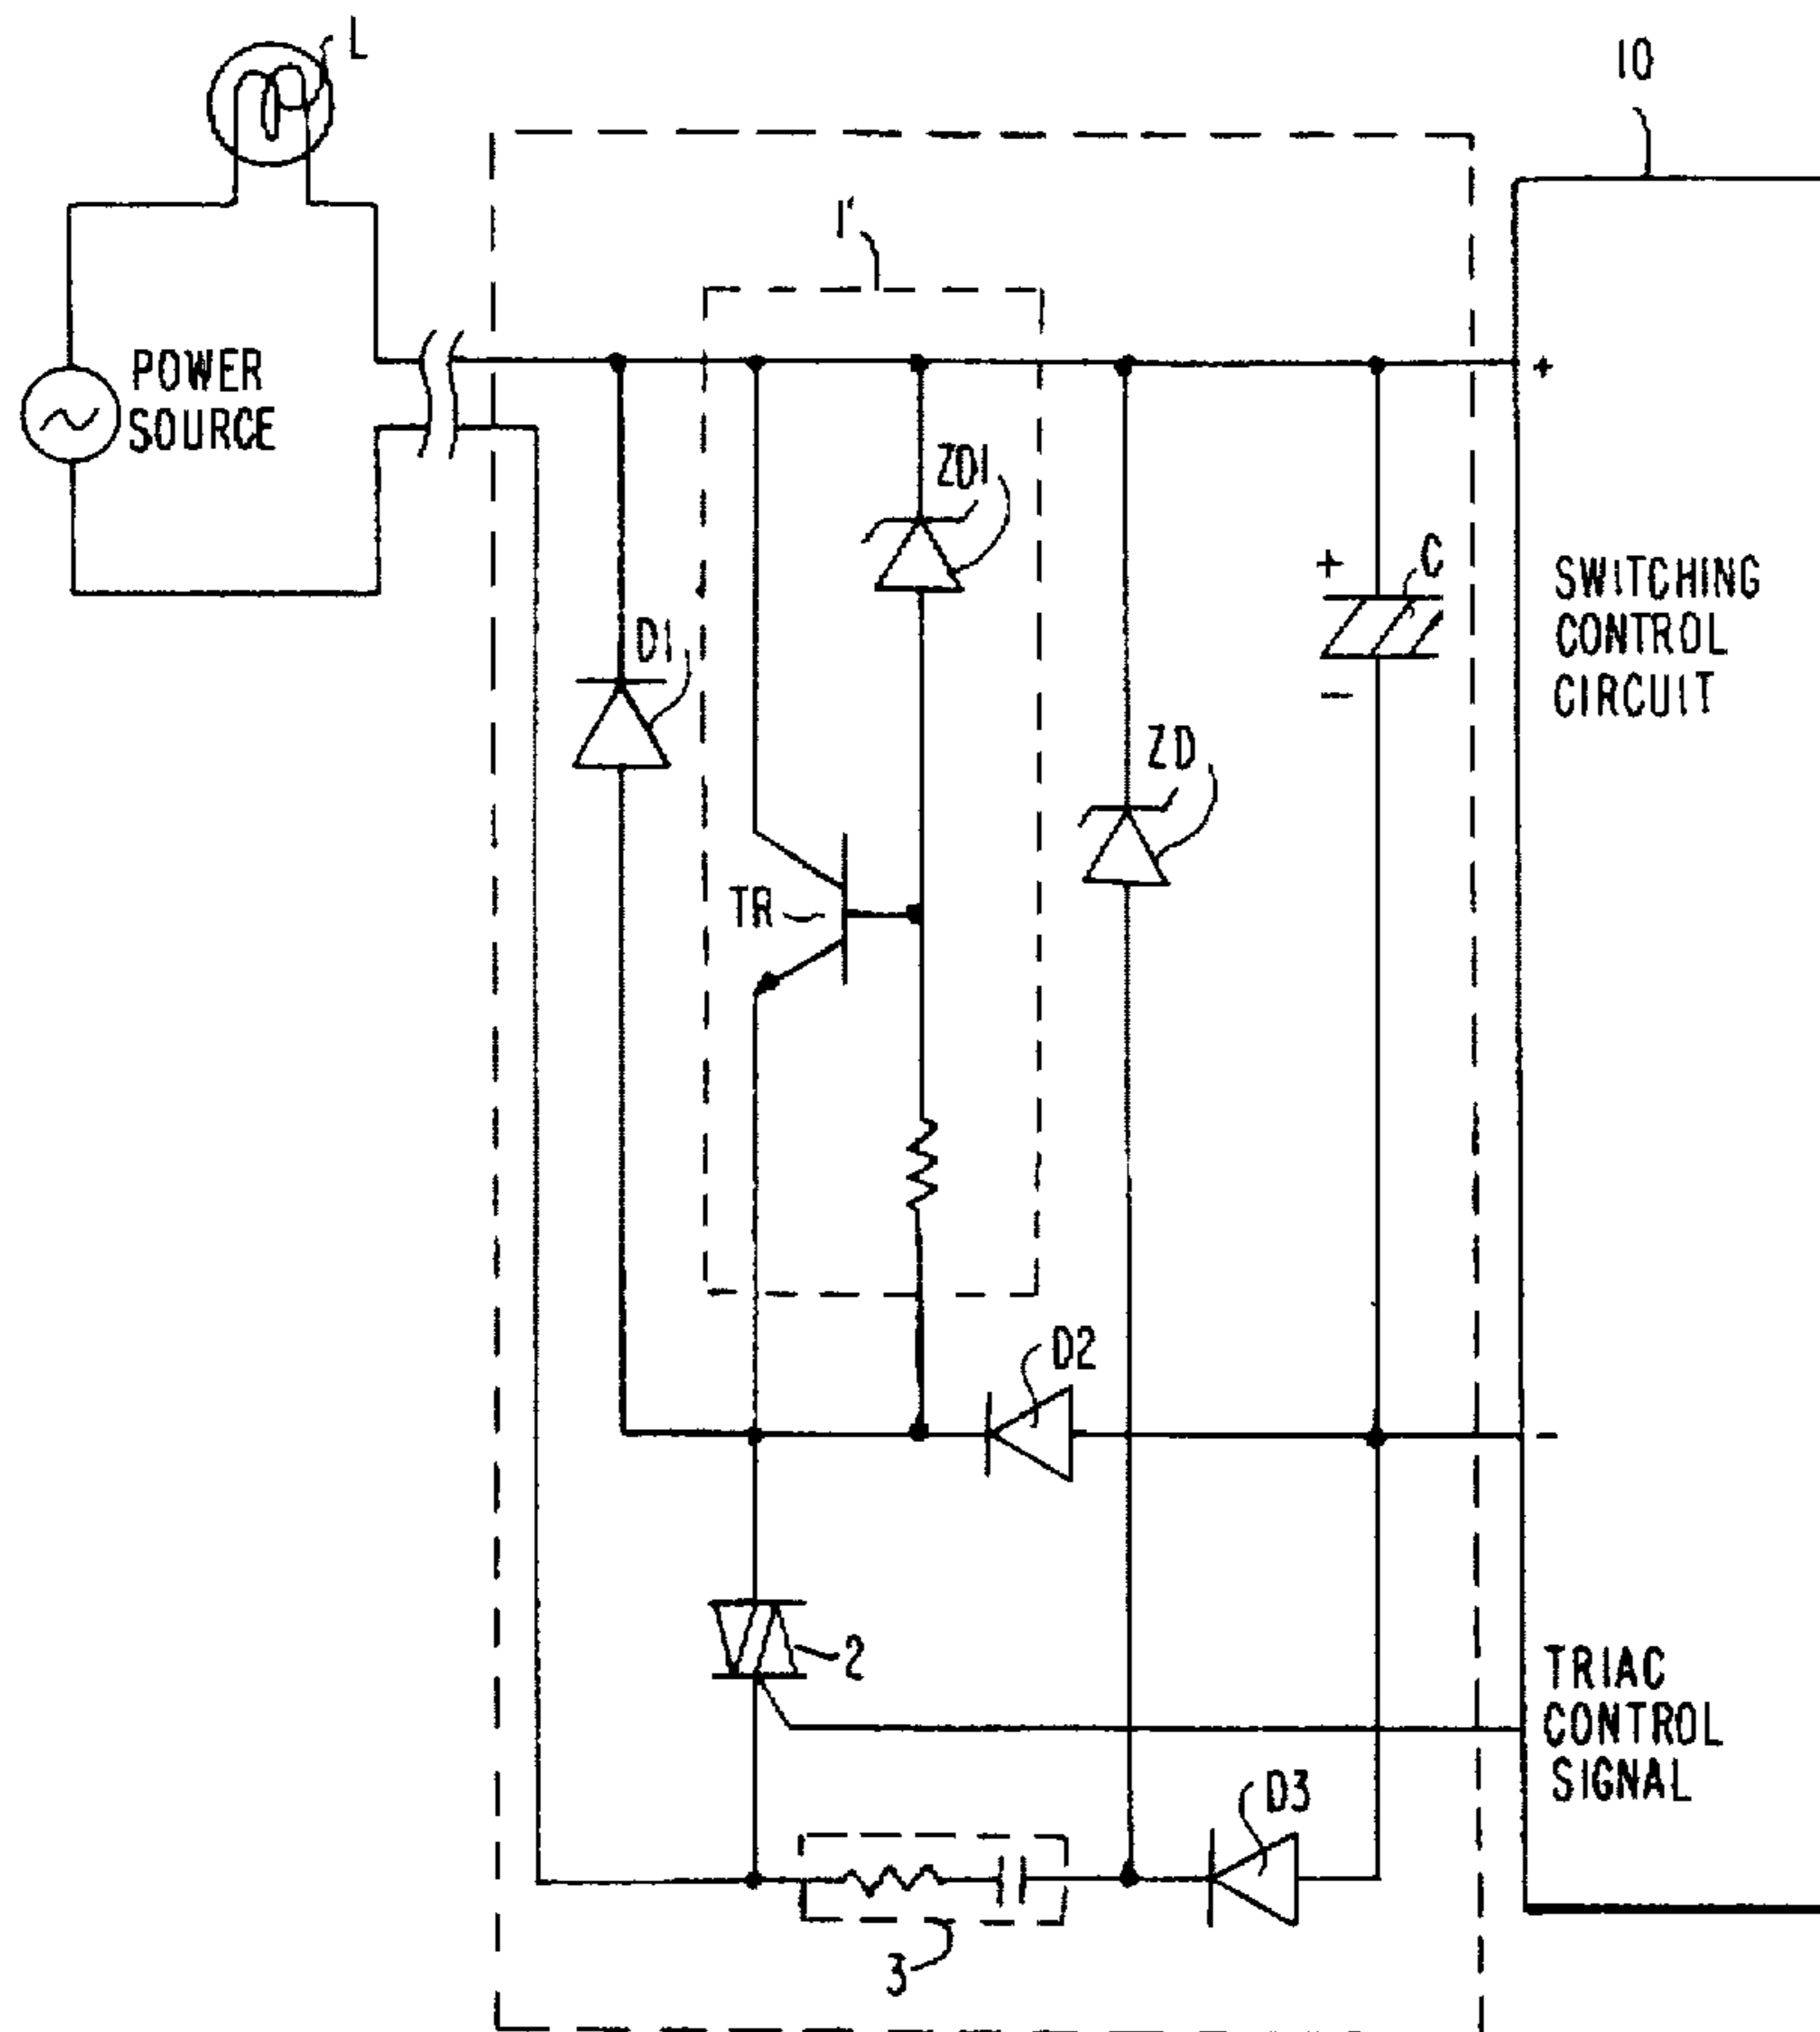 L
10
1'
POWER
SOURCE
+
ZD1
SWITCHING
CONTROL
CIRCUIT
+
C
-
D1
ZD
TR
D2
-
2
TRIAC
CONTROL
SIGNAL
D3
3